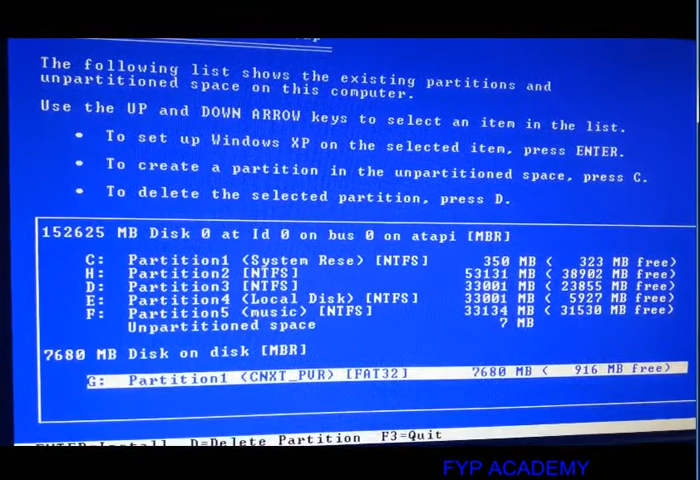 The following list shows the existing partitions and
unpartitioned space on this computer.
Use the UP and DOWN ARROW keys to select an item in the list.
• To set up Windows XP on the selected item, press ENTER.
• To create a partition in the unpartitioned space, press C.
• To delete the selected partition, press D.
152625 MB Disk 0 at Id 0 on bus 0 on atapi [MBR]
C: Partition1 (System Rese) [NTFS] 350 MB ( 323 MB free)
H: Partition2 [NTFS] 53131 MB ( 38902 MB free)
D: Partition3 [NTFS] 33001 MB ( 23855 MB free)
E: Partition4 (Local Disk) [NTFS] 33001 MB ( 5927 MB free)
F: Partition5 (music) [NTFS] 33134 MB ( 31530 MB free)
Unpartitioned space 7 MB
7680 MB Disk on disk [MBR]
G: Partition1 (CNXT_PVR) [FAT32] 7680 MB ( 916 MB free)
ENTER=Install D=Delete Partition F3=Quit
FYP ACADEMY